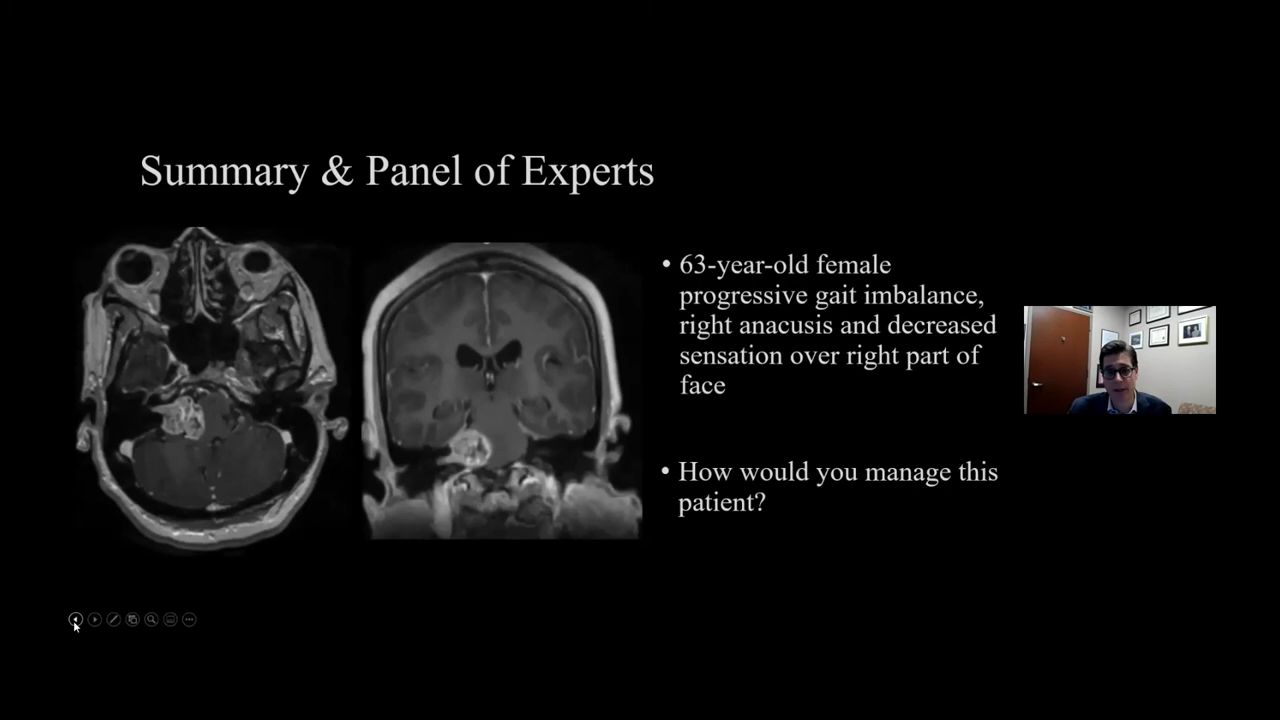 Summary & Panel of Experts
• 63-year-old female
progressive gait imbalance,
right anacusis and decreased
sensation over right part of
face
• How would you manage this
patient?